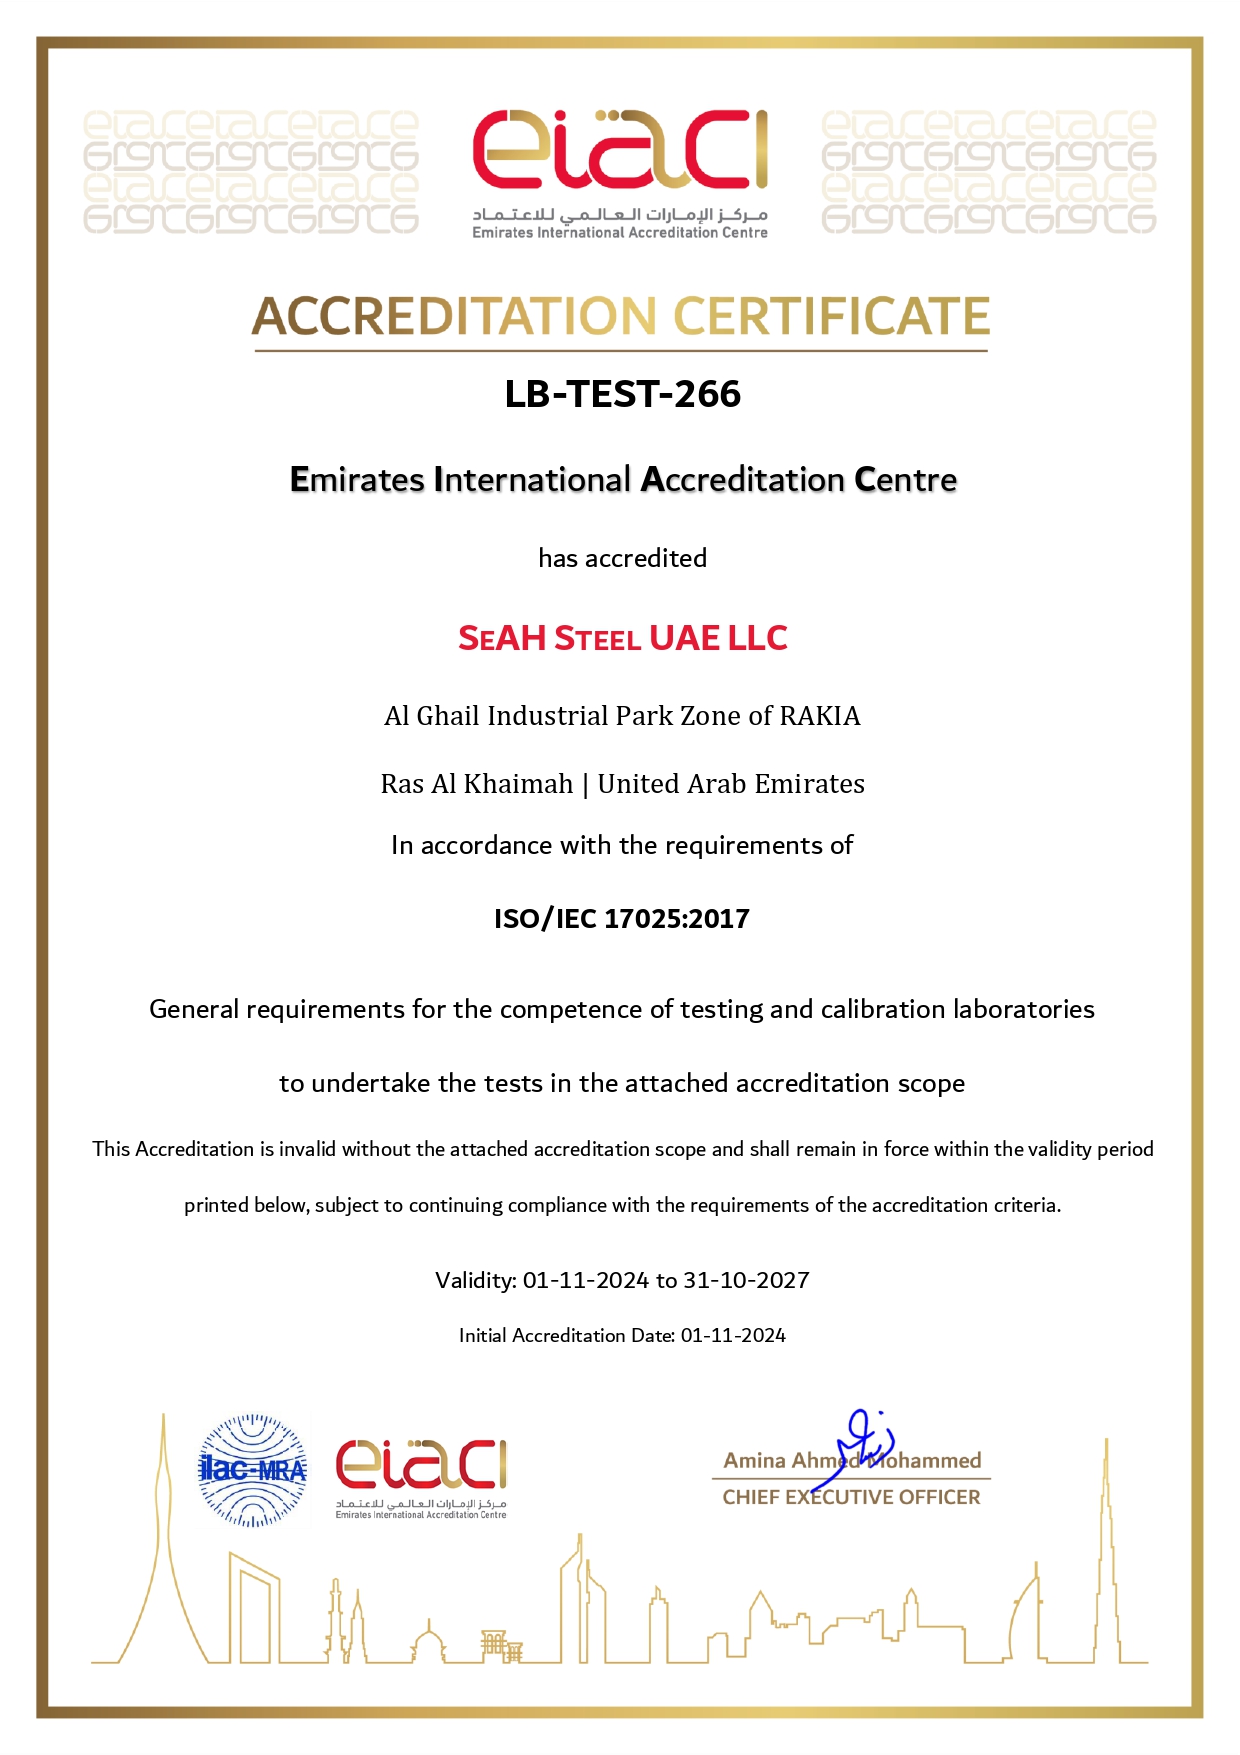 eiac
مركز الإمارات العالمي للاعتماد
Emirates International Accreditation Centre
ACCREDITATION CERTIFICATE
LB-TEST-266
Emirates International Accreditation Centre
has accredited
SEAH STEEL UAE LLC
Al Ghail Industrial Park Zone of RAKIA
Ras Al Khaimah | United Arab Emirates
In accordance with the requirements of
ISO/IEC 17025:2017
General requirements for the competence of testing and calibration laboratories
to undertake the tests in the attached accreditation scope
This Accreditation is invalid without the attached accreditation scope and shall remain in force within the validity period
printed below, subject to continuing compliance with the requirements of the accreditation criteria.
Validity: 01-11-2024 to 31-10-2027
Initial Accreditation Date: 01-11-2024
ilac-MRA
eiac
مركز الإمارات العالمي للاعتماد
Emirates International Accreditation Centre
Amina Ahmed Mohammed
CHIEF EXECUTIVE OFFICER